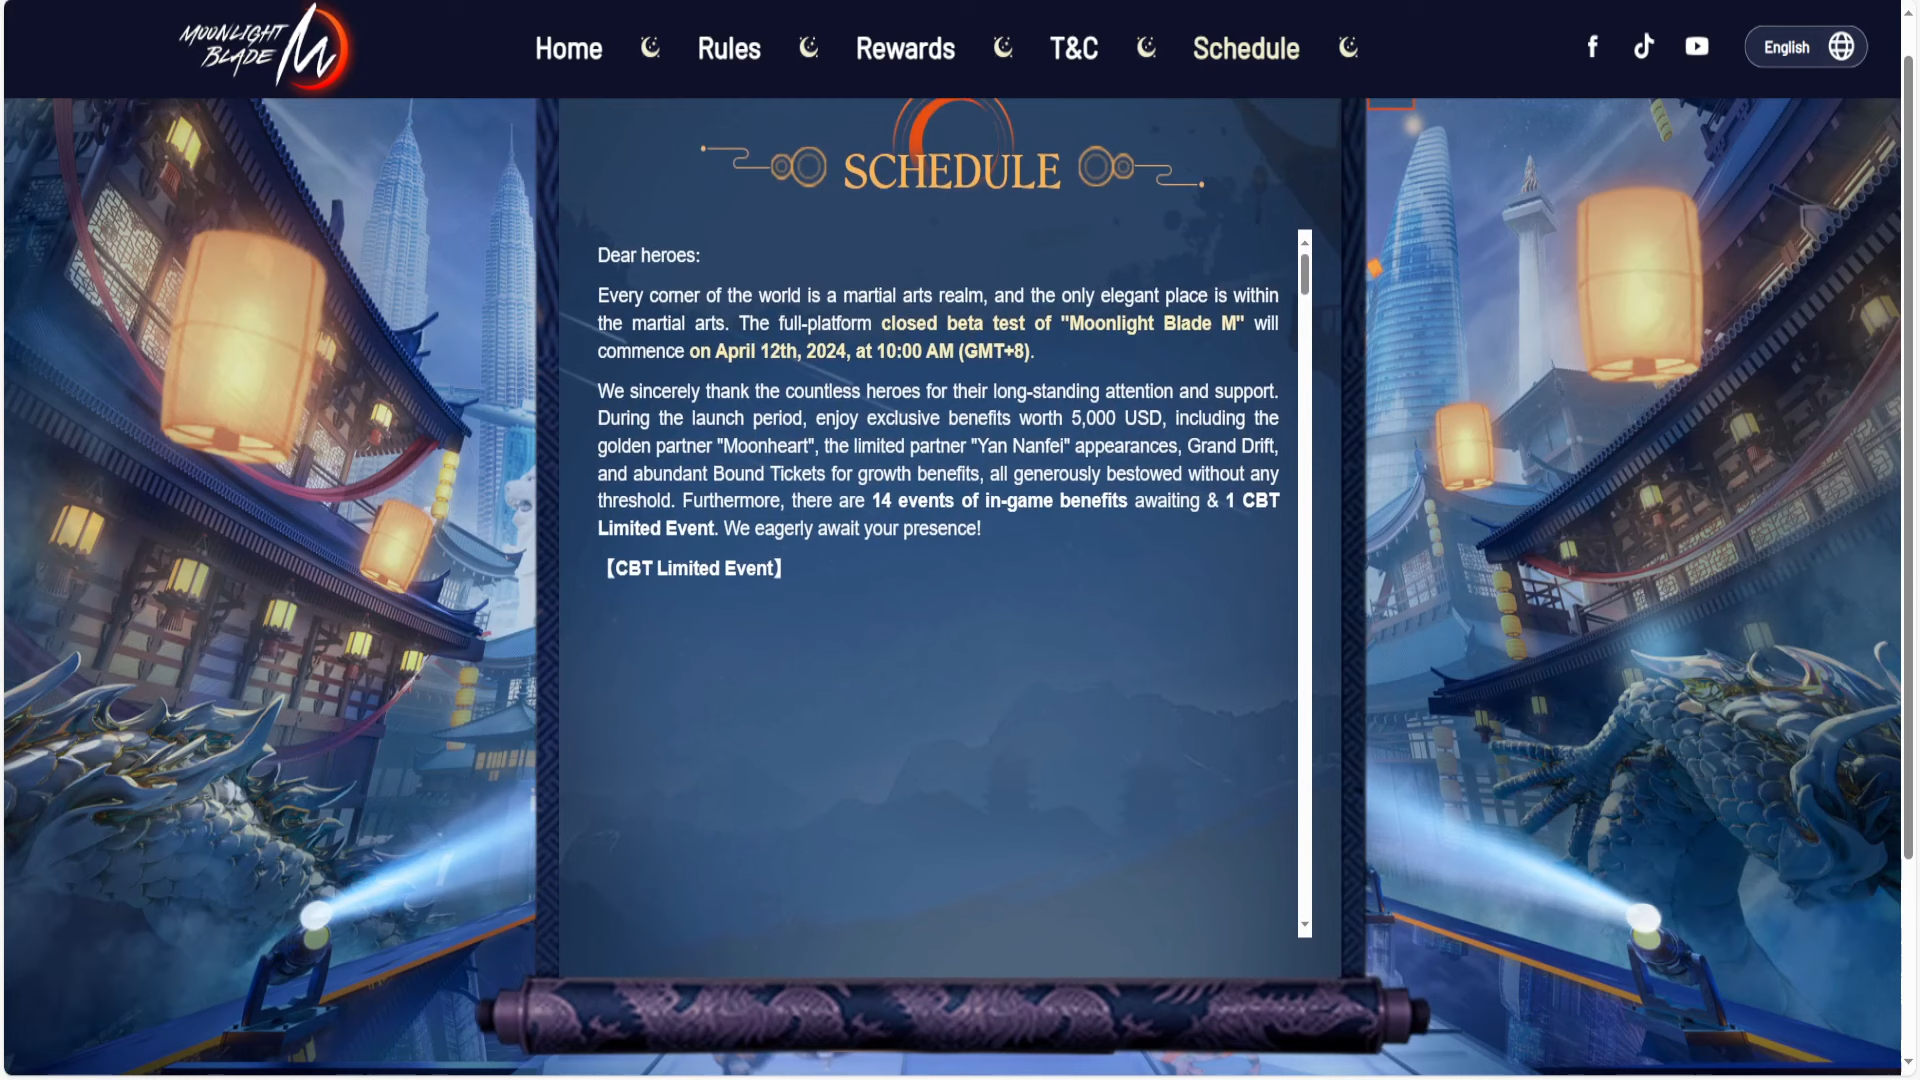 MOONLIGHT
BLADE M
Home Rules Rewards T&C Schedule
English
SCHEDULE
Dear heroes:
Every corner of the world is a martial arts realm, and the only elegant place is within
the martial arts. The full-platform closed beta test of "Moonlight Blade M" will
commence on April 12th, 2024, at 10:00 AM (GMT+8).
We sincerely thank the countless heroes for their long-standing attention and support.
During the launch period, enjoy exclusive benefits worth 5,000 USD, including the
golden partner "Moonheart", the limited partner "Yan Nanfei" appearances, Grand Drift,
and abundant Bound Tickets for growth benefits, all generously bestowed without any
threshold. Furthermore, there are 14 events of in-game benefits awaiting & 1 CBT
Limited Event. We eagerly await your presence!
【CBT Limited Event】